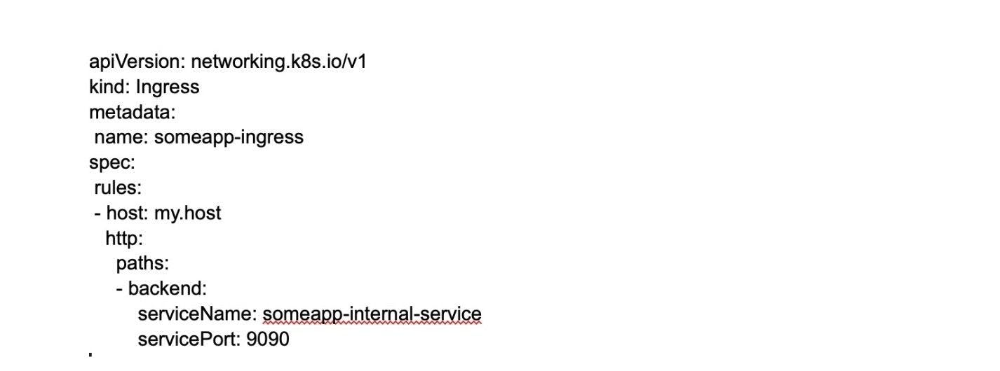 apiVersion: networking.k8s.io/v1
kind: Ingress
metadata:
 name: someapp-ingress
spec:
 rules:
 - host: my.host
   http:
     paths:
     - backend:
         serviceName: someapp-internal-service
         servicePort: 9090